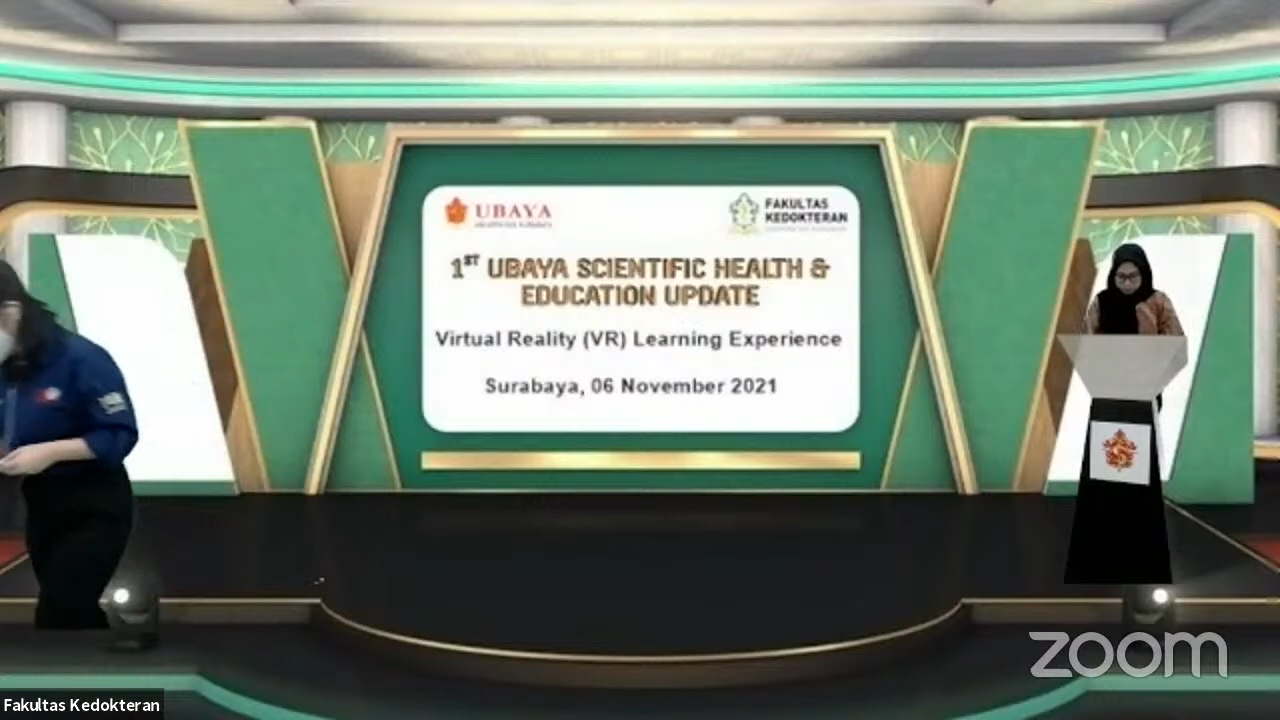 UBAYA
FAKULTAS
KEDOKTERAN
1ST UBAYA SCIENTIFIC HEALTH &
EDUCATION UPDATE
Virtual Reality (VR) Learning Experience
Surabaya, 06 November 2021
zoom
Fakultas Kedokteran